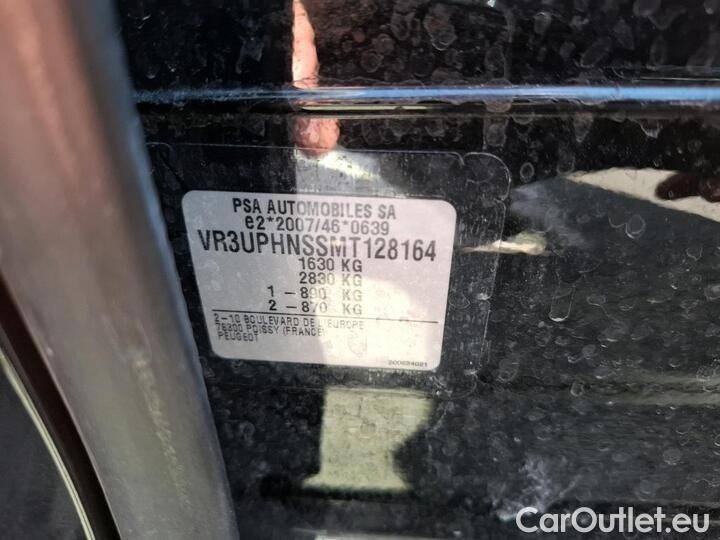 PSA AUTOMOBILES SA
e2*2007/46*0639
VR3UPHNSSMT128164
1630 KG
2830 KG
1 - 890 KG
2 - 870 KG
2-10 BOULEVARD DE L'EUROPE
78300 POISSY (FRANCE)
PEUGEOT
CarOutlet.eu